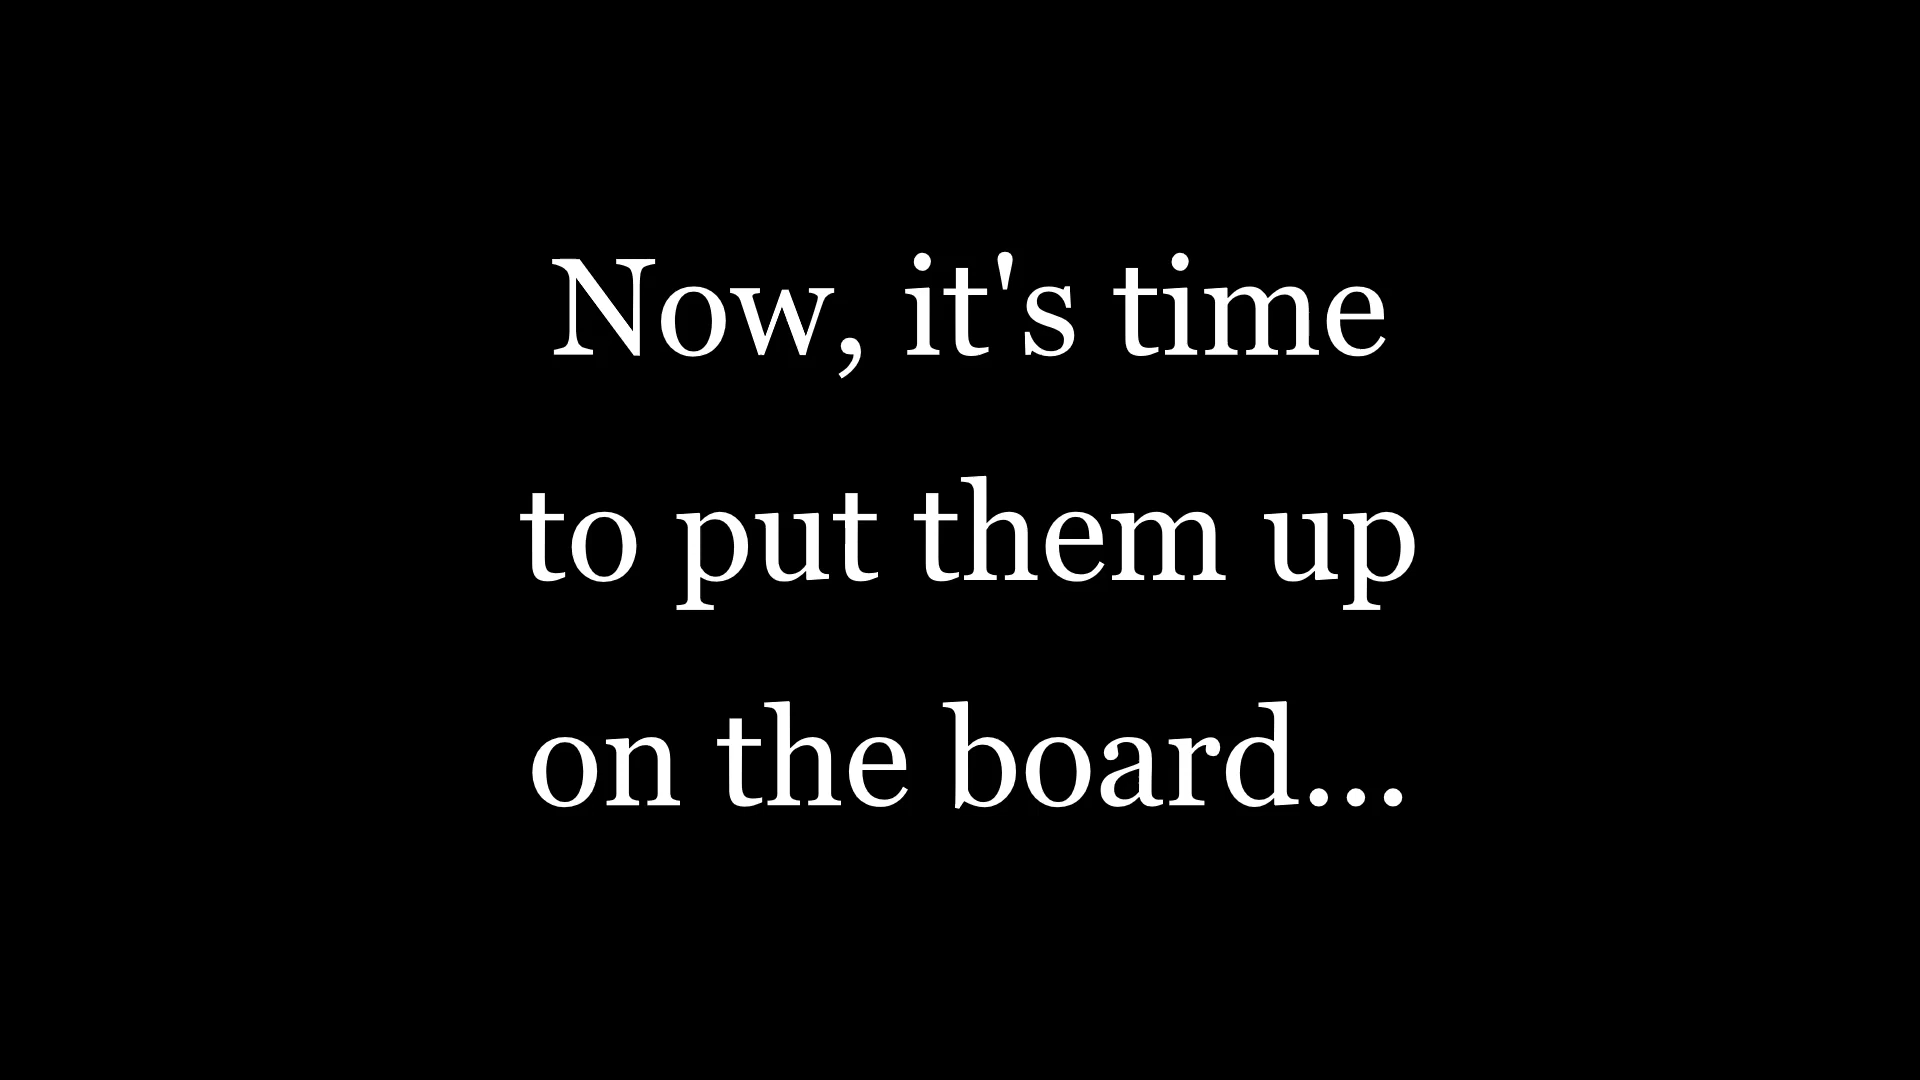 Now, it's time
to put them up
on the board...